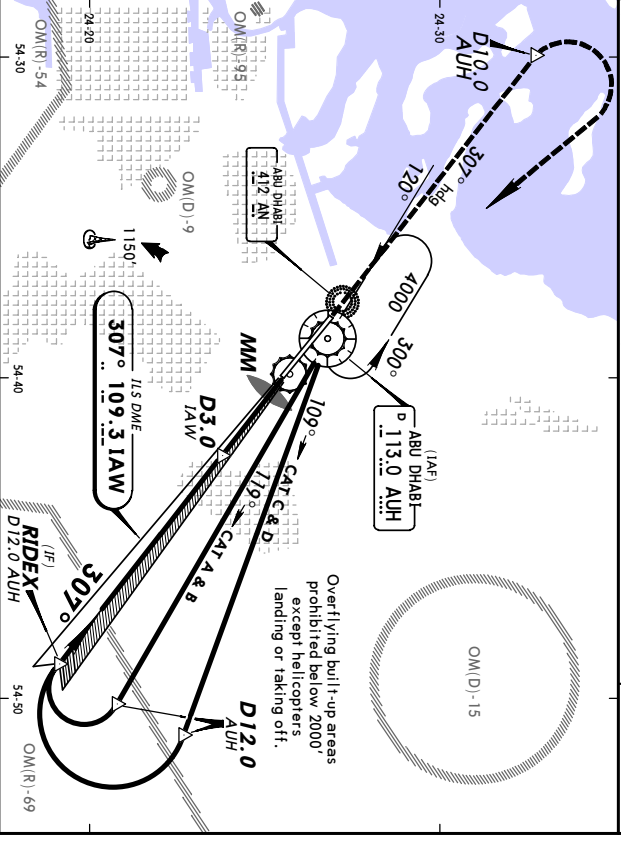 24-20
24-30
54-30
54-40
54-50
OM(R)-54
OM(R)-95
D10.0
AUH
307° hdg
120°
ABU DHABI
412 AN
OM(D)-9
1150'
4000
300°
(IAF)
ABU DHABI
D 113.0 AUH
MM
ILS DME
307° 109.3 IAW
D3.0
IAW
109°
CAT C & D
119°
CAT A & B
Overflying built-up areas
prohibited below 2000'
except helicopters
landing or taking off.
OM(D)-15
307°
(IF)
RIDEX
D12.0 AUH
D12.0
AUH
OM(R)-69